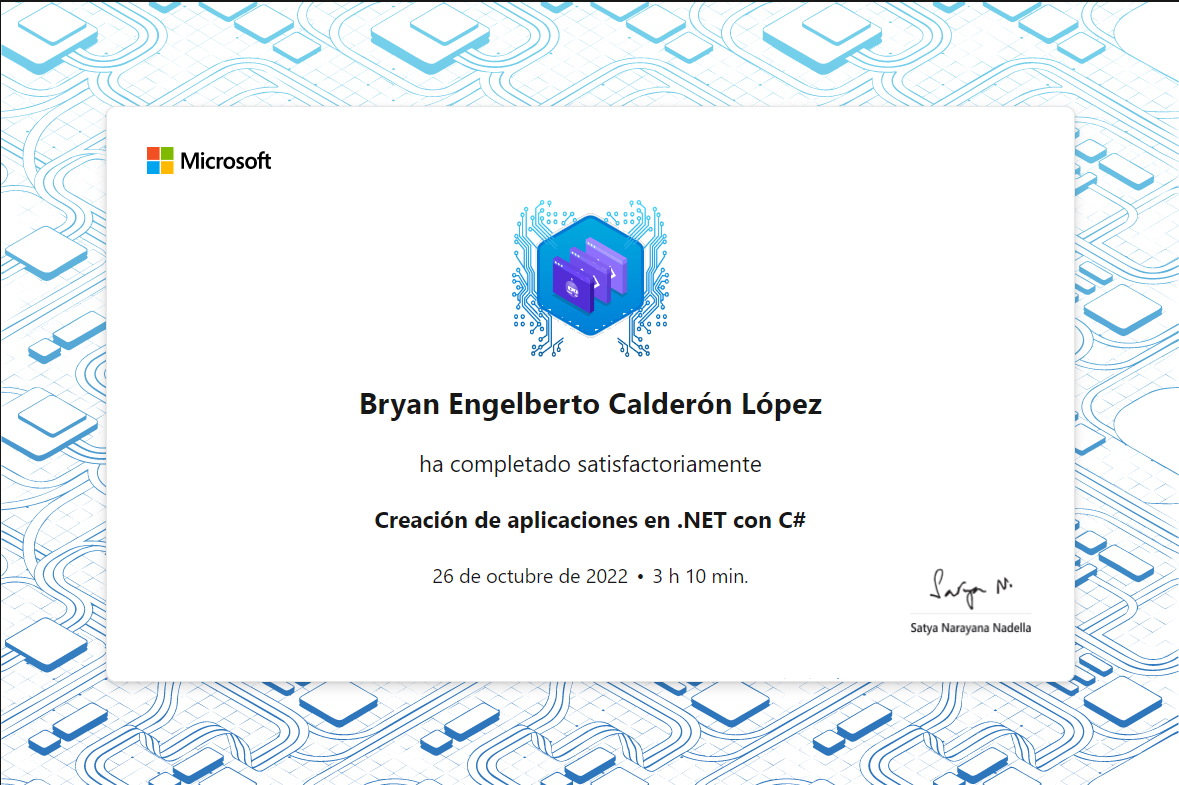 Microsoft
Bryan Engelberto Calderón López
ha completado satisfactoriamente
Creación de aplicaciones en .NET con C#
26 de octubre de 2022 • 3 h 10 min.
Satya N.
Satya Narayana Nadella